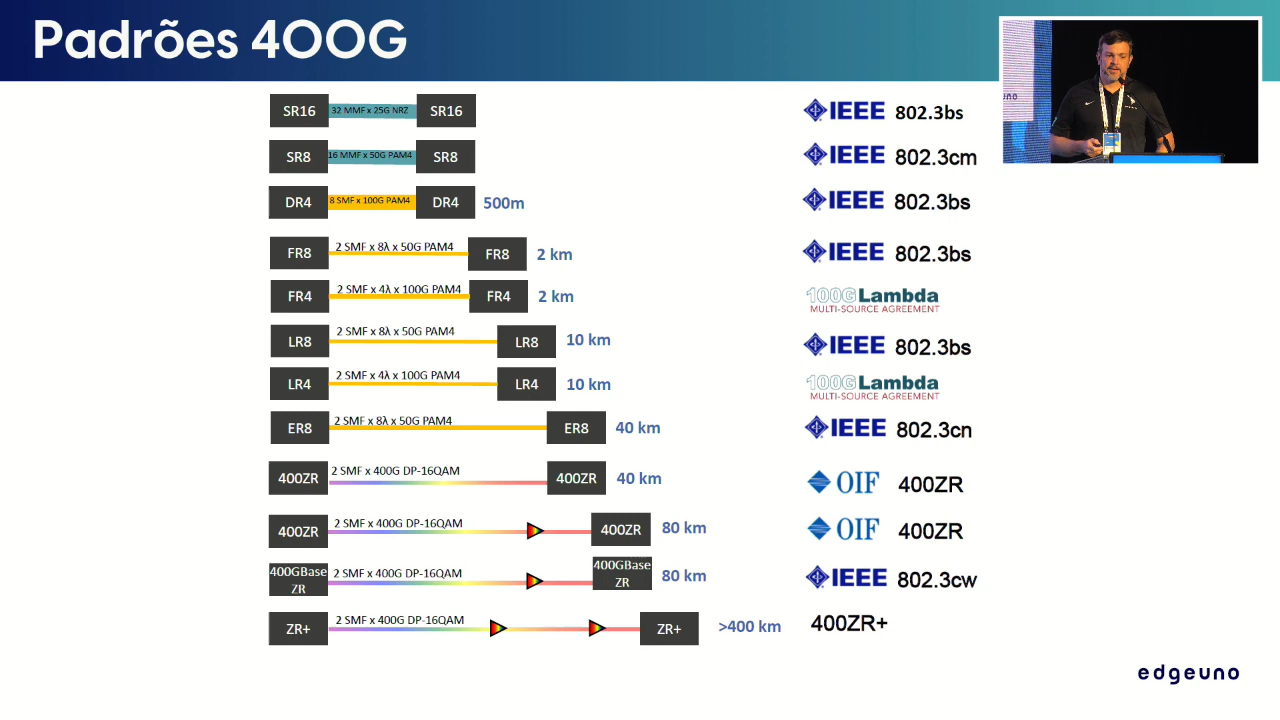 Padrões 400G
SR16 32 MMF x 25G NRZ SR16 IEEE 802.3bs
SR8 16 MMF x 50G PAM4 SR8 IEEE 802.3cm
DR4 8 SMF x 100G PAM4 DR4 500m IEEE 802.3bs
FR8 2 SMF x 8λ x 50G PAM4 FR8 2 km IEEE 802.3bs
FR4 2 SMF x 4λ x 100G PAM4 FR4 2 km 100G Lambda
MULTI-SOURCE AGREEMENT
LR8 2 SMF x 8λ x 50G PAM4 LR8 10 km IEEE 802.3bs
LR4 2 SMF x 4λ x 100G PAM4 LR4 10 km 100G Lambda
MULTI-SOURCE AGREEMENT
ER8 2 SMF x 8λ x 50G PAM4 ER8 40 km IEEE 802.3cn
400ZR 2 SMF x 400G DP-16QAM 400ZR 40 km OIF 400ZR
400ZR 2 SMF x 400G DP-16QAM 400ZR 80 km OIF 400ZR
400GBase
ZR 2 SMF x 400G DP-16QAM 400GBase
ZR 80 km IEEE 802.3cw
ZR+ 2 SMF x 400G DP-16QAM ZR+ >400 km 400ZR+
edgeuno